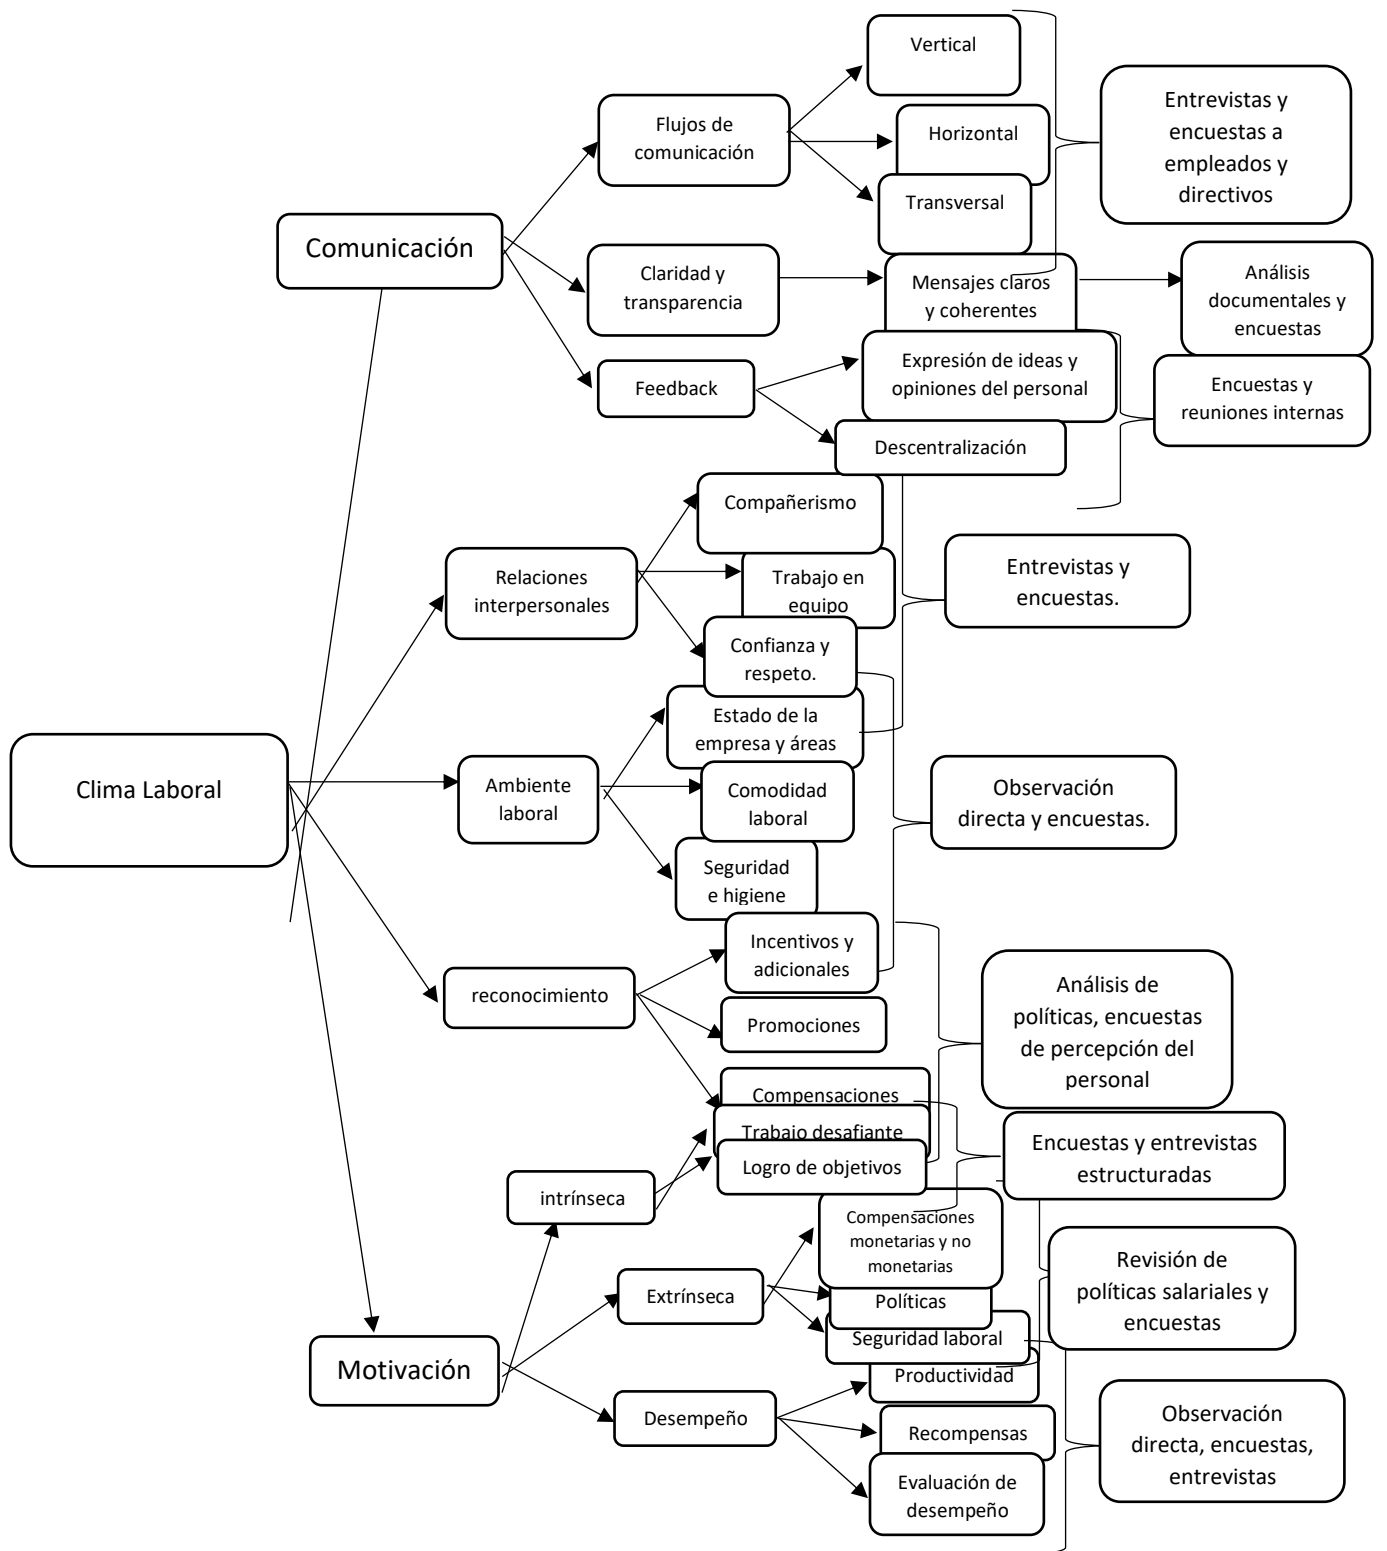 Vertical
Entrevistas y
encuestas a
empleados y
directivos
Flujos de
comunicación
Horizontal
Transversal
Comunicación
Claridad y
transparencia
Mensajes claros
y coherentes
Análisis
documentales y
encuestas
Feedback
Expresión de ideas y
opiniones del personal
Encuestas y
reuniones internas
Descentralización
Compañerismo
Relaciones
interpersonales
Trabajo en
equipo
Entrevistas y
encuestas.
Confianza y
respeto.
Estado de la
empresa y áreas
Clima Laboral
Ambiente
laboral
Comodidad
laboral
Observación
directa y encuestas.
Seguridad
e higiene
Incentivos y
adicionales
reconocimiento
Promociones
Análisis de
políticas, encuestas
de percepción del
personal
Compensaciones
Trabajo desafiante
Logro de objetivos
Encuestas y entrevistas
estructuradas
intrínseca
Compensaciones
monetarias y no
monetarias
Extrínseca
Políticas
Revisión de
políticas salariales y
encuestas
Seguridad laboral
Motivación
Productividad
Desempeño
Recompensas
Observación
directa, encuestas,
entrevistas
Evaluación de
desempeño